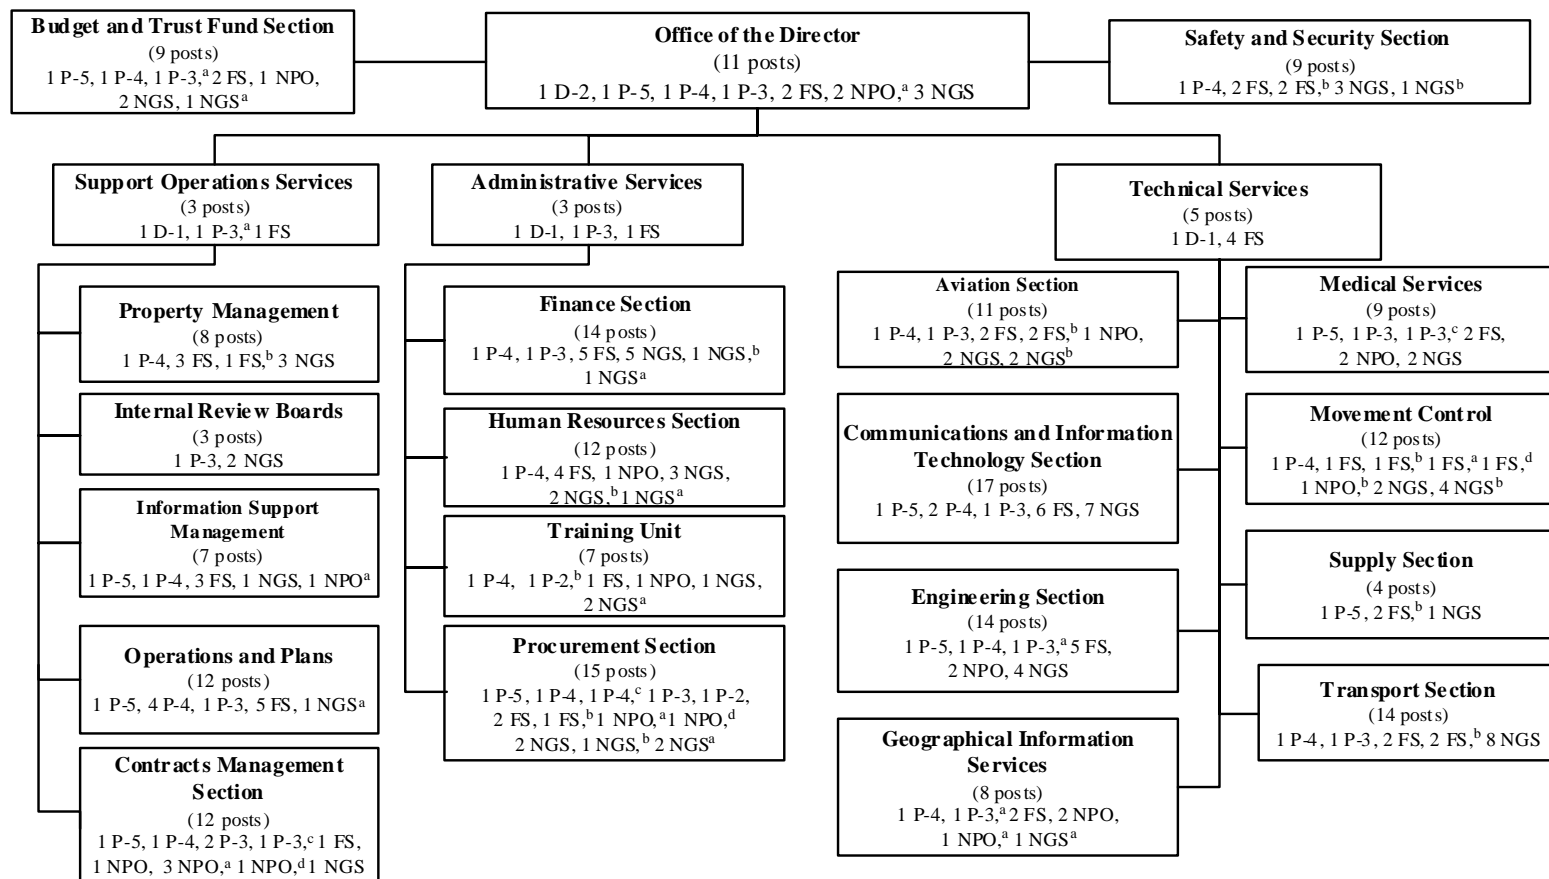 Budget and Trust Fund Section
(9 posts)
1 P-5, 1 P-4, 1 P-3,ᵃ 2 FS, 1 NPO,
2 NGS, 1 NGSᵃ
Office of the Director
(11 posts)
1 D-2, 1 P-5, 1 P-4, 1 P-3, 2 FS, 2 NPO,ᵃ 3 NGS
Safety and Security Section
(9 posts)
1 P-4, 2 FS, 2 FS,ᵇ 3 NGS, 1 NGSᵇ
Support Operations Services
(3 posts)
1 D-1, 1 P-3,ᵃ 1 FS
Administrative Services
(3 posts)
1 D-1, 1 P-3, 1 FS
Technical Services
(5 posts)
1 D-1, 4 FS
Property Management
(8 posts)
1 P-4, 3 FS, 1 FS,ᵇ 3 NGS
Internal Review Boards
(3 posts)
1 P-3, 2 NGS
Information Support
Management
(7 posts)
1 P-5, 1 P-4, 3 FS, 1 NGS, 1 NPOᵃ
Operations and Plans
(12 posts)
1 P-5, 4 P-4, 1 P-3, 5 FS, 1 NGSᵃ
Contracts Management
Section
(12 posts)
1 P-5, 1 P-4, 2 P-3, 1 P-3,ᶜ 1 FS,
1 NPO, 3 NPO,ᵃ 1 NPO,ᵈ 1 NGS
Finance Section
(14 posts)
1 P-4, 1 P-3, 5 FS, 5 NGS, 1 NGS,ᵇ
1 NGSᵃ
Human Resources Section
(12 posts)
1 P-4, 4 FS, 1 NPO, 3 NGS,
2 NGS,ᵇ 1 NGSᵃ
Training Unit
(7 posts)
1 P-4, 1 P-2,ᵇ 1 FS, 1 NPO, 1 NGS,
2 NGSᵃ
Procurement Section
(15 posts)
1 P-5, 1 P-4, 1 P-4,ᶜ 1 P-3, 1 P-2,
2 FS, 1 FS,ᵇ 1 NPO,ᵃ 1 NPO,ᵈ
2 NGS, 1 NGS,ᵇ 2 NGSᵃ
Aviation Section
(11 posts)
1 P-4, 1 P-3, 2 FS, 2 FS,ᵇ 1 NPO,
2 NGS, 2 NGSᵇ
Communications and Information
Technology Section
(17 posts)
1 P-5, 2 P-4, 1 P-3, 6 FS, 7 NGS
Engineering Section
(14 posts)
1 P-5, 1 P-4, 1 P-3,ᵃ 5 FS,
2 NPO, 4 NGS
Geographical Information
Services
(8 posts)
1 P-4, 1 P-3,ᵃ 2 FS, 2 NPO,
1 NPO,ᵃ 1 NGSᵃ
Medical Services
(9 posts)
1 P-5, 1 P-3, 1 P-3,ᶜ 2 FS,
2 NPO, 2 NGS
Movement Control
(12 posts)
1 P-4, 1 FS, 1 FS,ᵇ 1 FS,ᵃ 1 FS,ᵈ
1 NPO,ᵇ 2 NGS, 4 NGSᵇ
Supply Section
(4 posts)
1 P-5, 2 FS,ᵇ 1 NGS
Transport Section
(14 posts)
1 P-4, 1 P-3, 2 FS, 2 FS,ᵇ 8 NGS